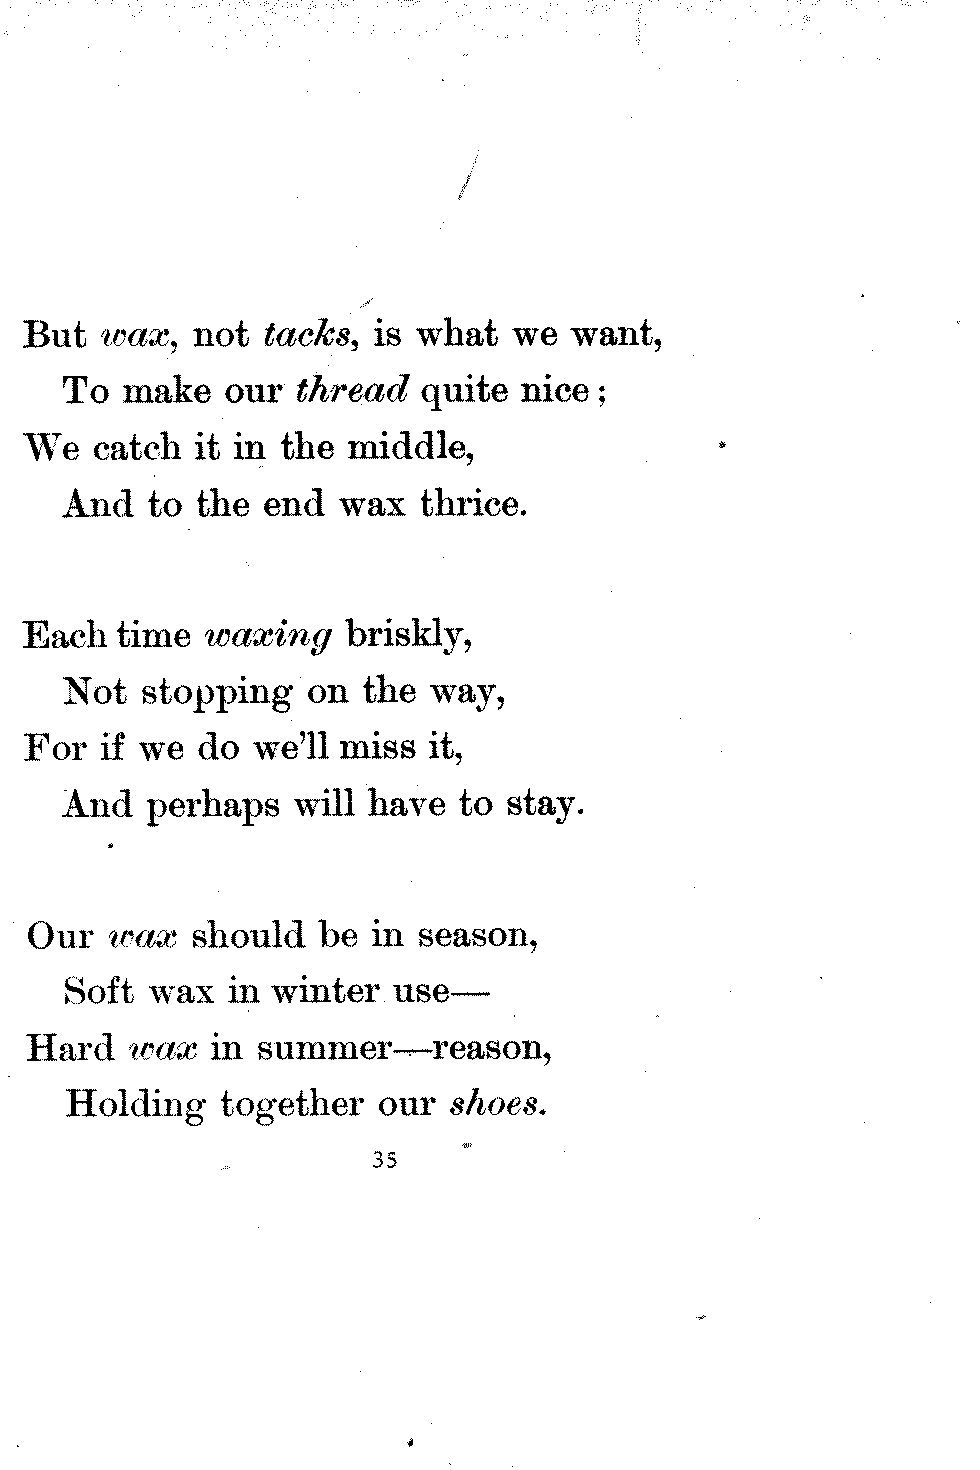 But wax, not tacks, is what we want,
To make our thread quite nice;
We catch it in the middle,
And to the end wax thrice.
Each time waxing briskly,
Not stopping on the way,
For if we do we'll miss it,
And perhaps will have to stay.
Our wax should be in season,
Soft wax in winter use—
Hard wax in summer—reason,
Holding together our shoes.
35